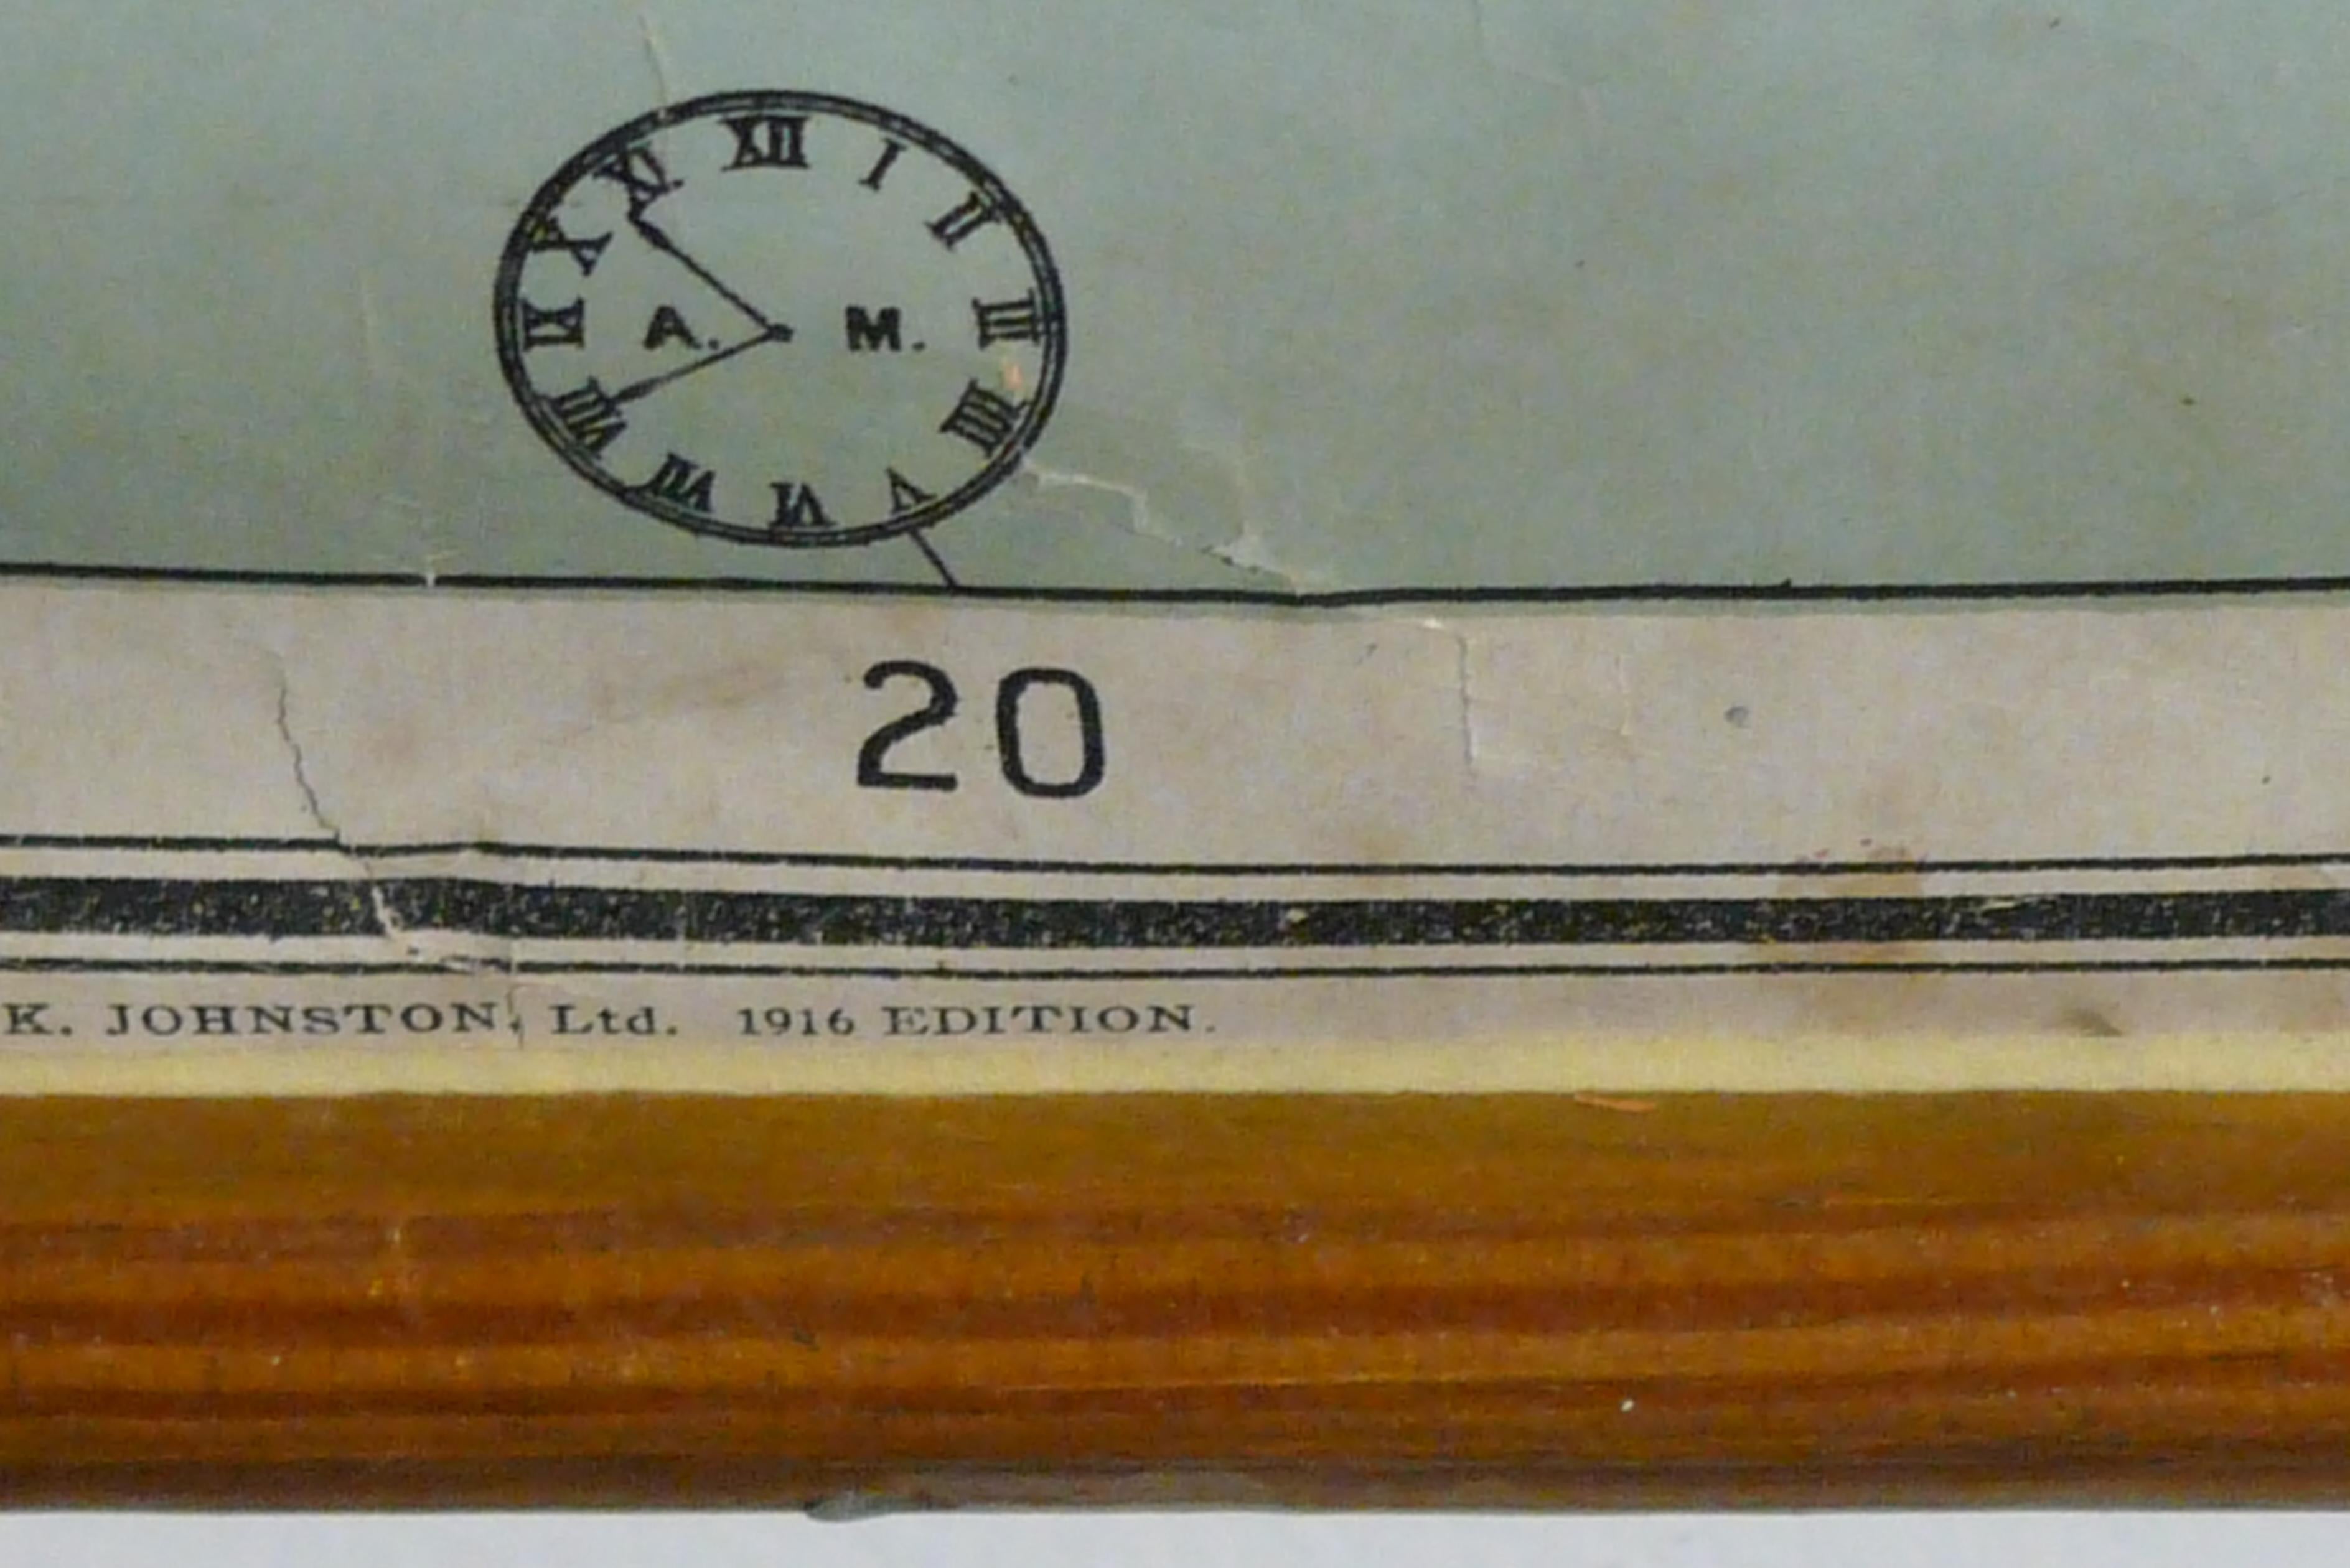 XII
XI I
X II
IX A. M. III
VIII IIII
VII VI V
20
K. JOHNSTON, Ltd. 1916 EDITION.